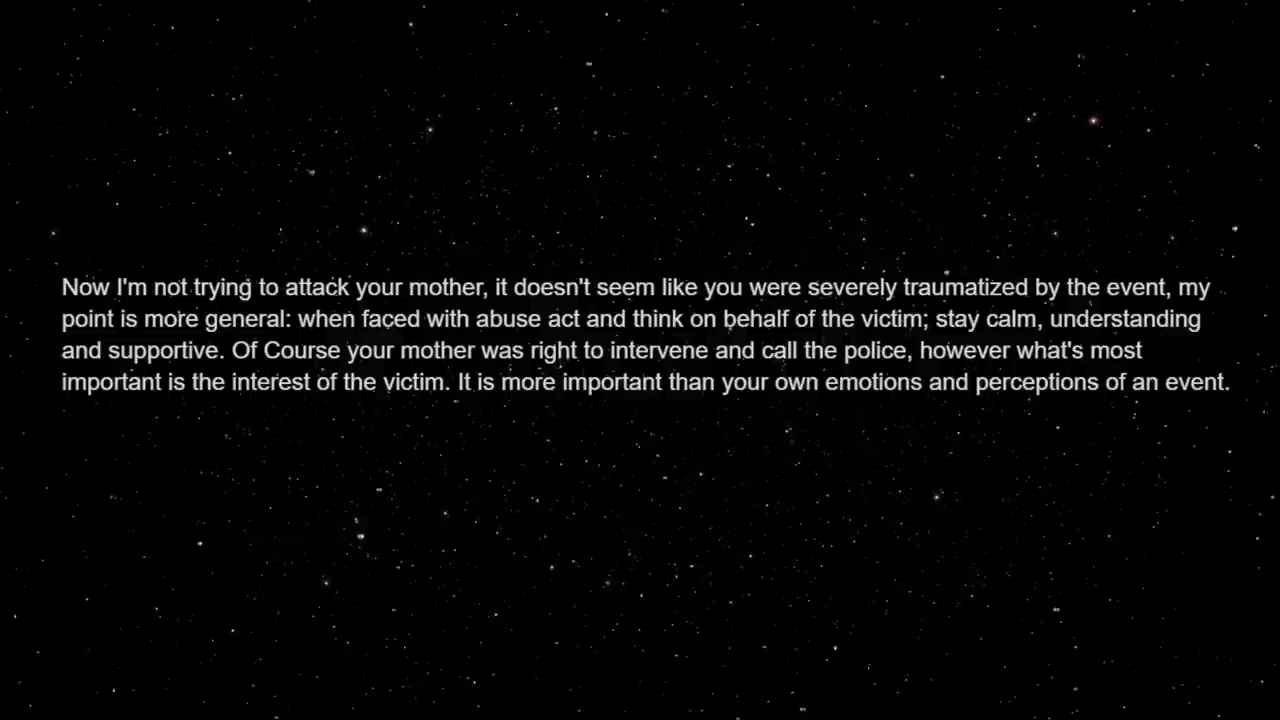 Now I'm not trying to attack your mother, it doesn't seem like you were severely traumatized by the event, my
point is more general: when faced with abuse act and think on behalf of the victim; stay calm, understanding
and supportive. Of Course your mother was right to intervene and call the police, however what's most
important is the interest of the victim. It is more important than your own emotions and perceptions of an event.